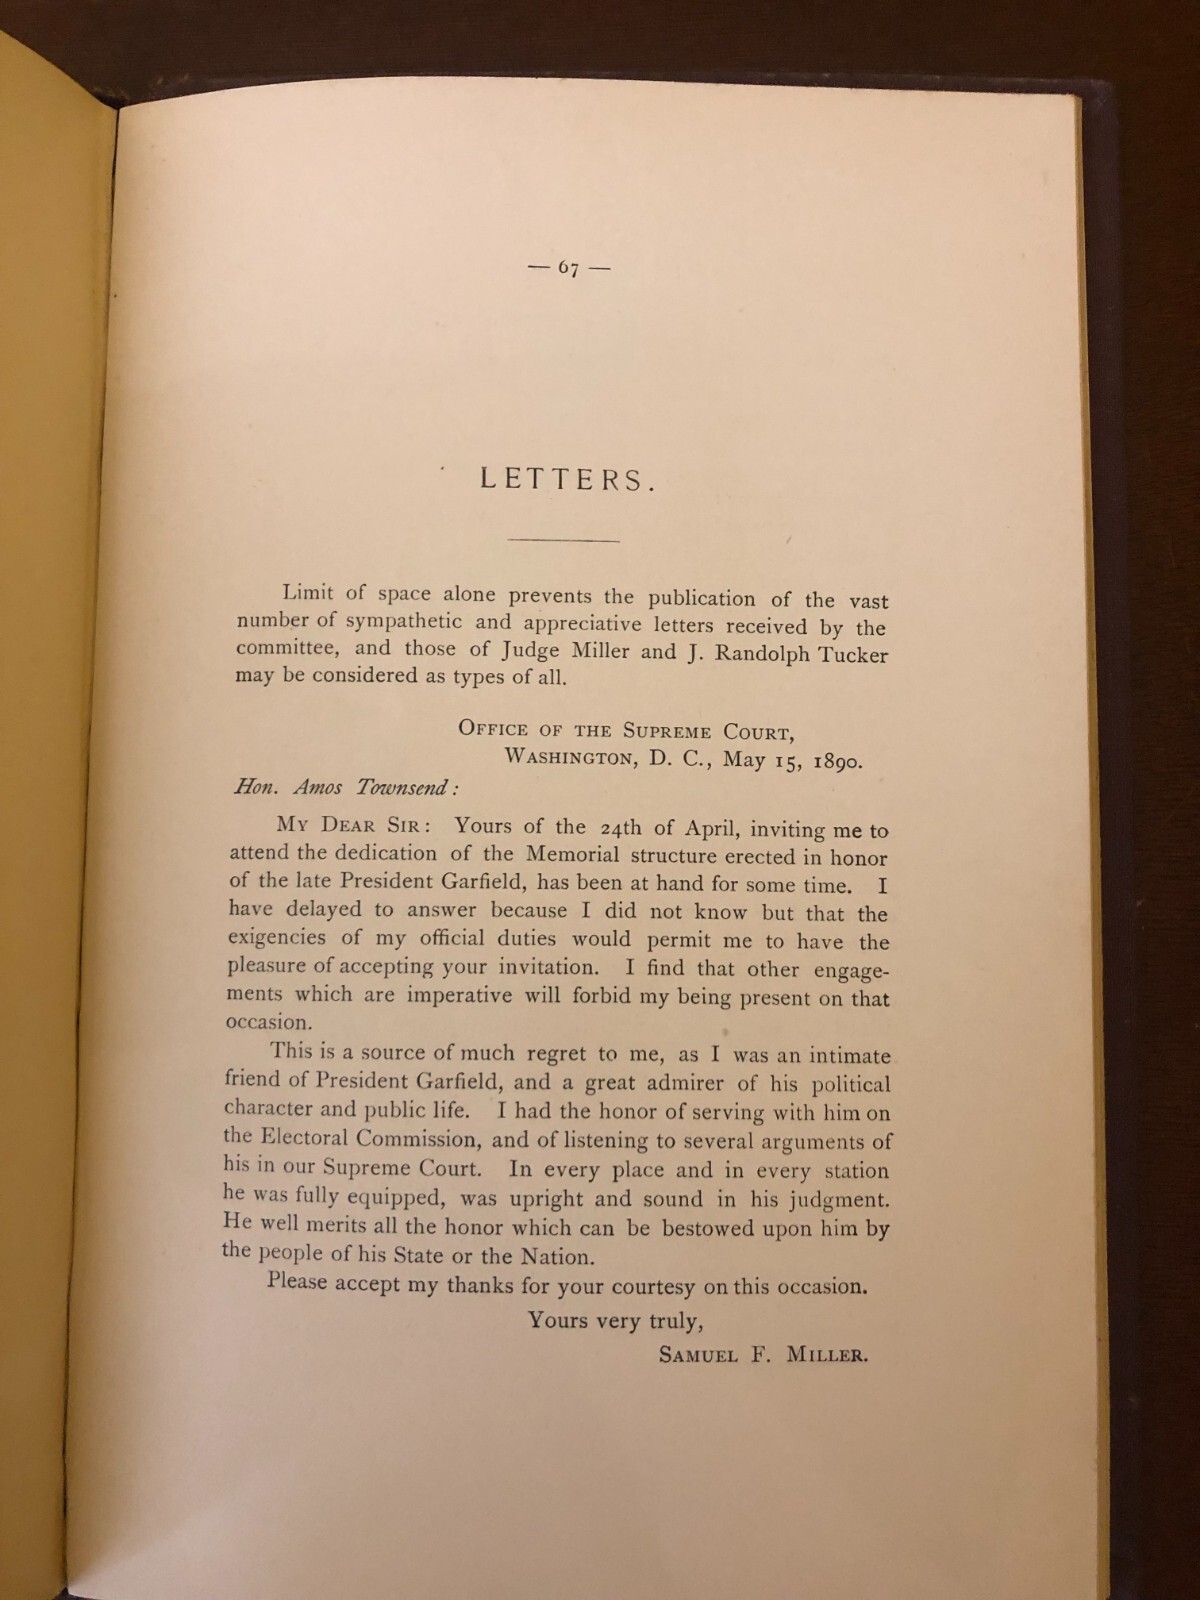 — 67 —
LETTERS.
Limit of space alone prevents the publication of the vast
number of sympathetic and appreciative letters received by the
committee, and those of Judge Miller and J. Randolph Tucker
may be considered as types of all.
OFFICE OF THE SUPREME COURT,
WASHINGTON, D. C., May 15, 1890.
Hon. Amos Townsend:
MY DEAR SIR: Yours of the 24th of April, inviting me to
attend the dedication of the Memorial structure erected in honor
of the late President Garfield, has been at hand for some time. I
have delayed to answer because I did not know but that the
exigencies of my official duties would permit me to have the
pleasure of accepting your invitation. I find that other engage-
ments which are imperative will forbid my being present on that
occasion.
This is a source of much regret to me, as I was an intimate
friend of President Garfield, and a great admirer of his political
character and public life. I had the honor of serving with him on
the Electoral Commission, and of listening to several arguments of
his in our Supreme Court. In every place and in every station
he was fully equipped, was upright and sound in his judgment.
He well merits all the honor which can be bestowed upon him by
the people of his State or the Nation.
Please accept my thanks for your courtesy on this occasion.
Yours very truly,
SAMUEL F. MILLER.